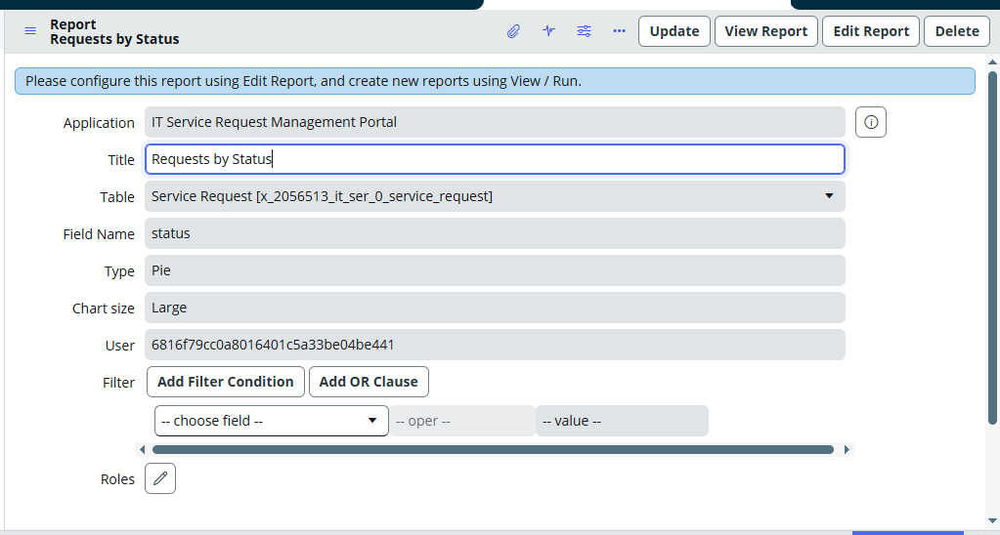 Report
Requests by Status
Update
View Report
Edit Report
Delete
Please configure this report using Edit Report, and create new reports using View / Run.
Application
IT Service Request Management Portal
Title
Requests by Status
Table
Service Request [x_2056513_it_ser_0_service_request]
Field Name
status
Type
Pie
Chart size
Large
User
6816f79cc0a8016401c5a33be04be441
Filter
Add Filter Condition
Add OR Clause
-- choose field --
-- oper --
-- value --
Roles